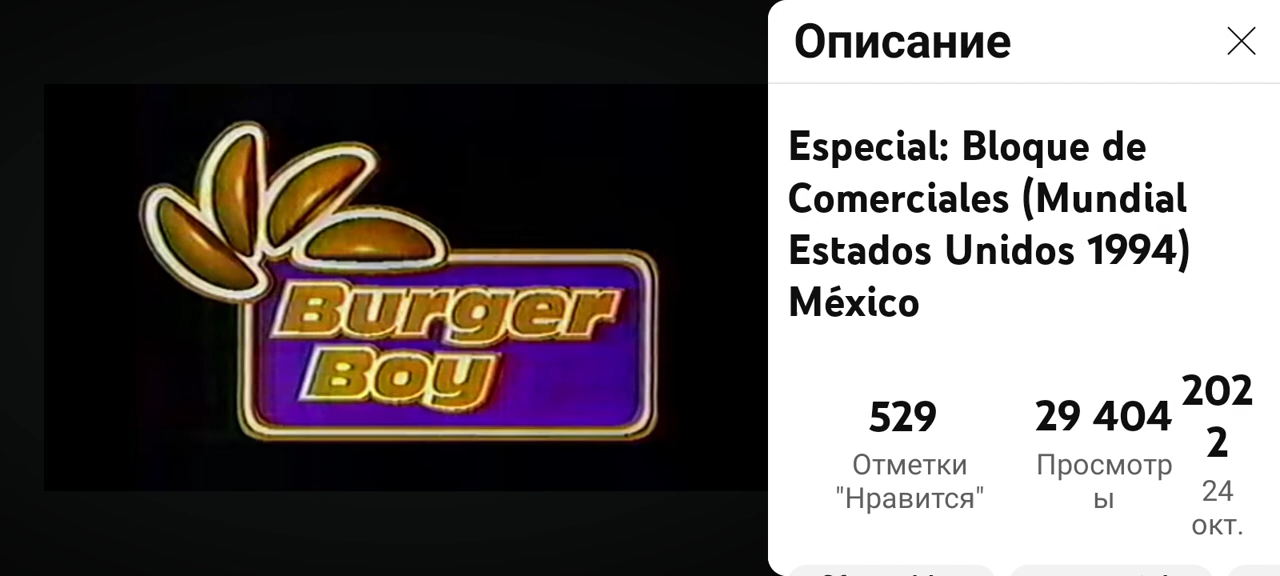 Описание
Burger
Boy
Especial: Bloque de
Comerciales (Mundial
Estados Unidos 1994)
México
529
Отметки
"Нравится"
29 404
Просмотр
ы
202
2
24
окт.